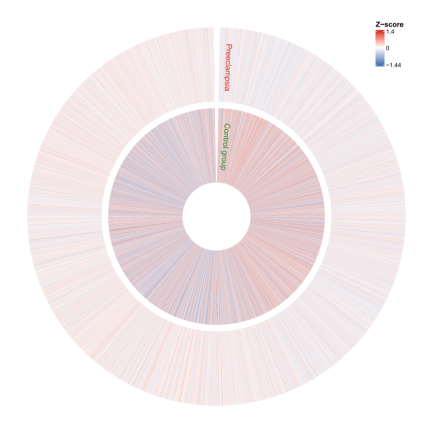 Z-score
1.4
0
−1.44
Preeclampsia
Control group